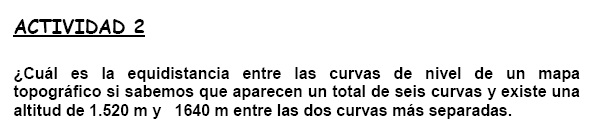 ACTIVIDAD 2
¿Cuál es la equidistancia entre las curvas de nivel de un mapa
topográfico si sabemos que aparecen un total de seis curvas y existe una
altitud de 1.520 m y 1640 m entre las dos curvas más separadas.